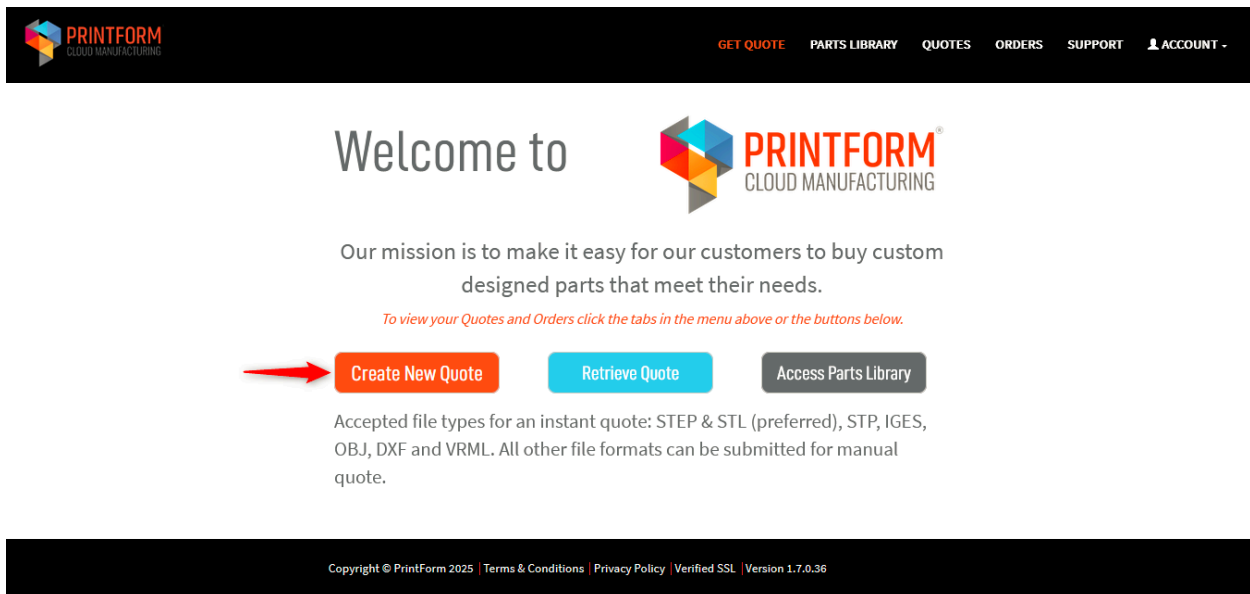 PRINTFORM
CLOUD MANUFACTURING
GET QUOTE PARTS LIBRARY QUOTES ORDERS SUPPORT ACCOUNT
Welcome to
PRINTFORM®
CLOUD MANUFACTURING
Our mission is to make it easy for our customers to buy custom
designed parts that meet their needs.
To view your Quotes and Orders click the tabs in the menu above or the buttons below.
Create New Quote Retrieve Quote Access Parts Library
Accepted file types for an instant quote: STEP & STL (preferred), STP, IGES,
OBJ, DXF and VRML. All other file formats can be submitted for manual
quote.
Copyright © PrintForm 2025 | Terms & Conditions | Privacy Policy | Verified SSL | Version 1.7.0.36